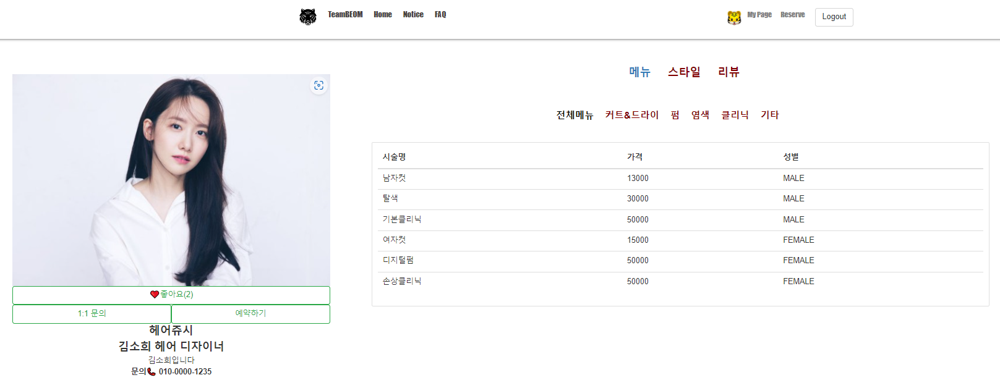 TeamBEOM Home Notice FAQ My Page Reserve Logout
메뉴 스타일 리뷰
전체메뉴 커트&드라이 펌 염색 클리닉 기타
시술명 가격 성별
남자컷 13000 MALE
탈색 30000 MALE
기본클리닉 50000 MALE
여자컷 15000 FEMALE
디지털펌 50000 FEMALE
손상클리닉 50000 FEMALE
좋아요(2)
1:1 문의 예약하기
헤어쥬시
김소희 헤어 디자이너
김소희입니다
문의 010-0000-1235